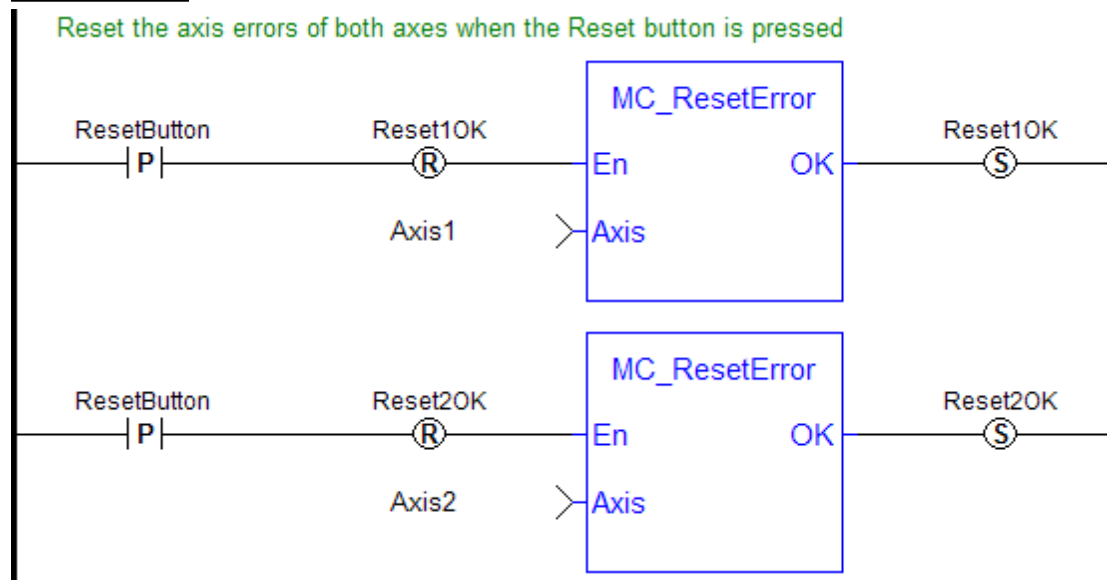 Reset the axis errors of both axes when the Reset button is pressed
MC_ResetError
ResetButton Reset1OK Reset1OK
P R En OK S
Axis1 Axis
MC_ResetError
ResetButton Reset2OK Reset2OK
P R En OK S
Axis2 Axis